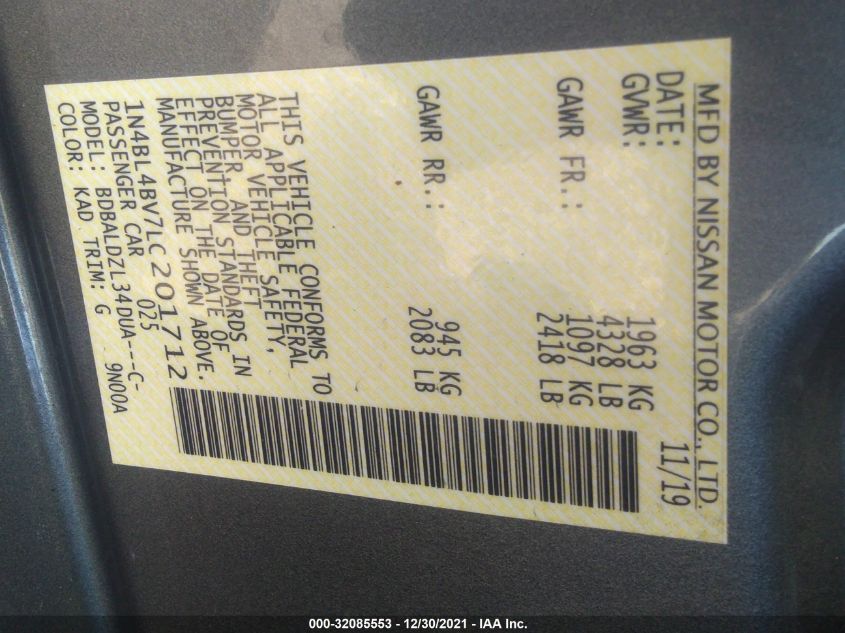 MFD BY NISSAN MOTOR CO., LTD.
DATE: 11/19
GVWR: 1963 KG
4328 LB
GAWR FR.: 1097 KG
2418 LB
GAWR RR.: 945 KG
2083 LB
THIS VEHICLE CONFORMS TO
ALL APPLICABLE FEDERAL
MOTOR VEHICLE SAFETY,
BUMPER AND THEFT
PREVENTION STANDARDS IN
EFFECT ON THE DATE OF
MANUFACTURE SHOWN ABOVE.
1N4BL4BV7LC201712
PASSENGER CAR 025
MODEL: BDBALDZL34DUA---C-
COLOR: KAD TRIM: G 9N00A
000-32085553 - 12/30/2021 - IAA Inc.